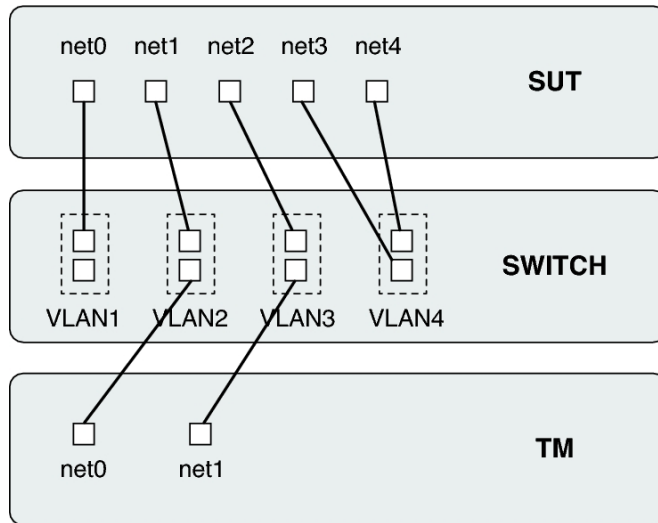 net0 net1 net2 net3 net4
SUT
SWITCH
VLAN1 VLAN2 VLAN3 VLAN4
TM
net0 net1